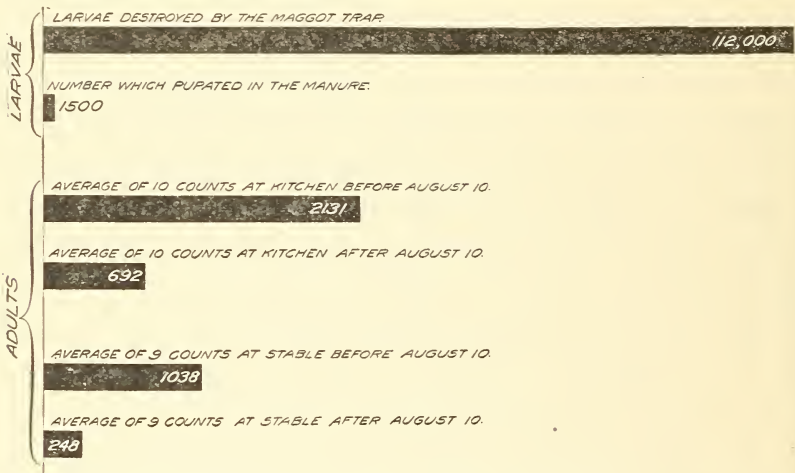 LARVAE
LARVAE DESTROYED BY THE MAGGOT TRAP.
112,000
NUMBER WHICH PUPATED IN THE MANURE.
1500
ADULTS
AVERAGE OF 10 COUNTS AT KITCHEN BEFORE AUGUST 10.
2131
AVERAGE OF 10 COUNTS AT KITCHEN AFTER AUGUST 10.
692
AVERAGE OF 9 COUNTS AT STABLE BEFORE AUGUST 10.
1038
AVERAGE OF 9 COUNTS AT STABLE AFTER AUGUST 10.
248